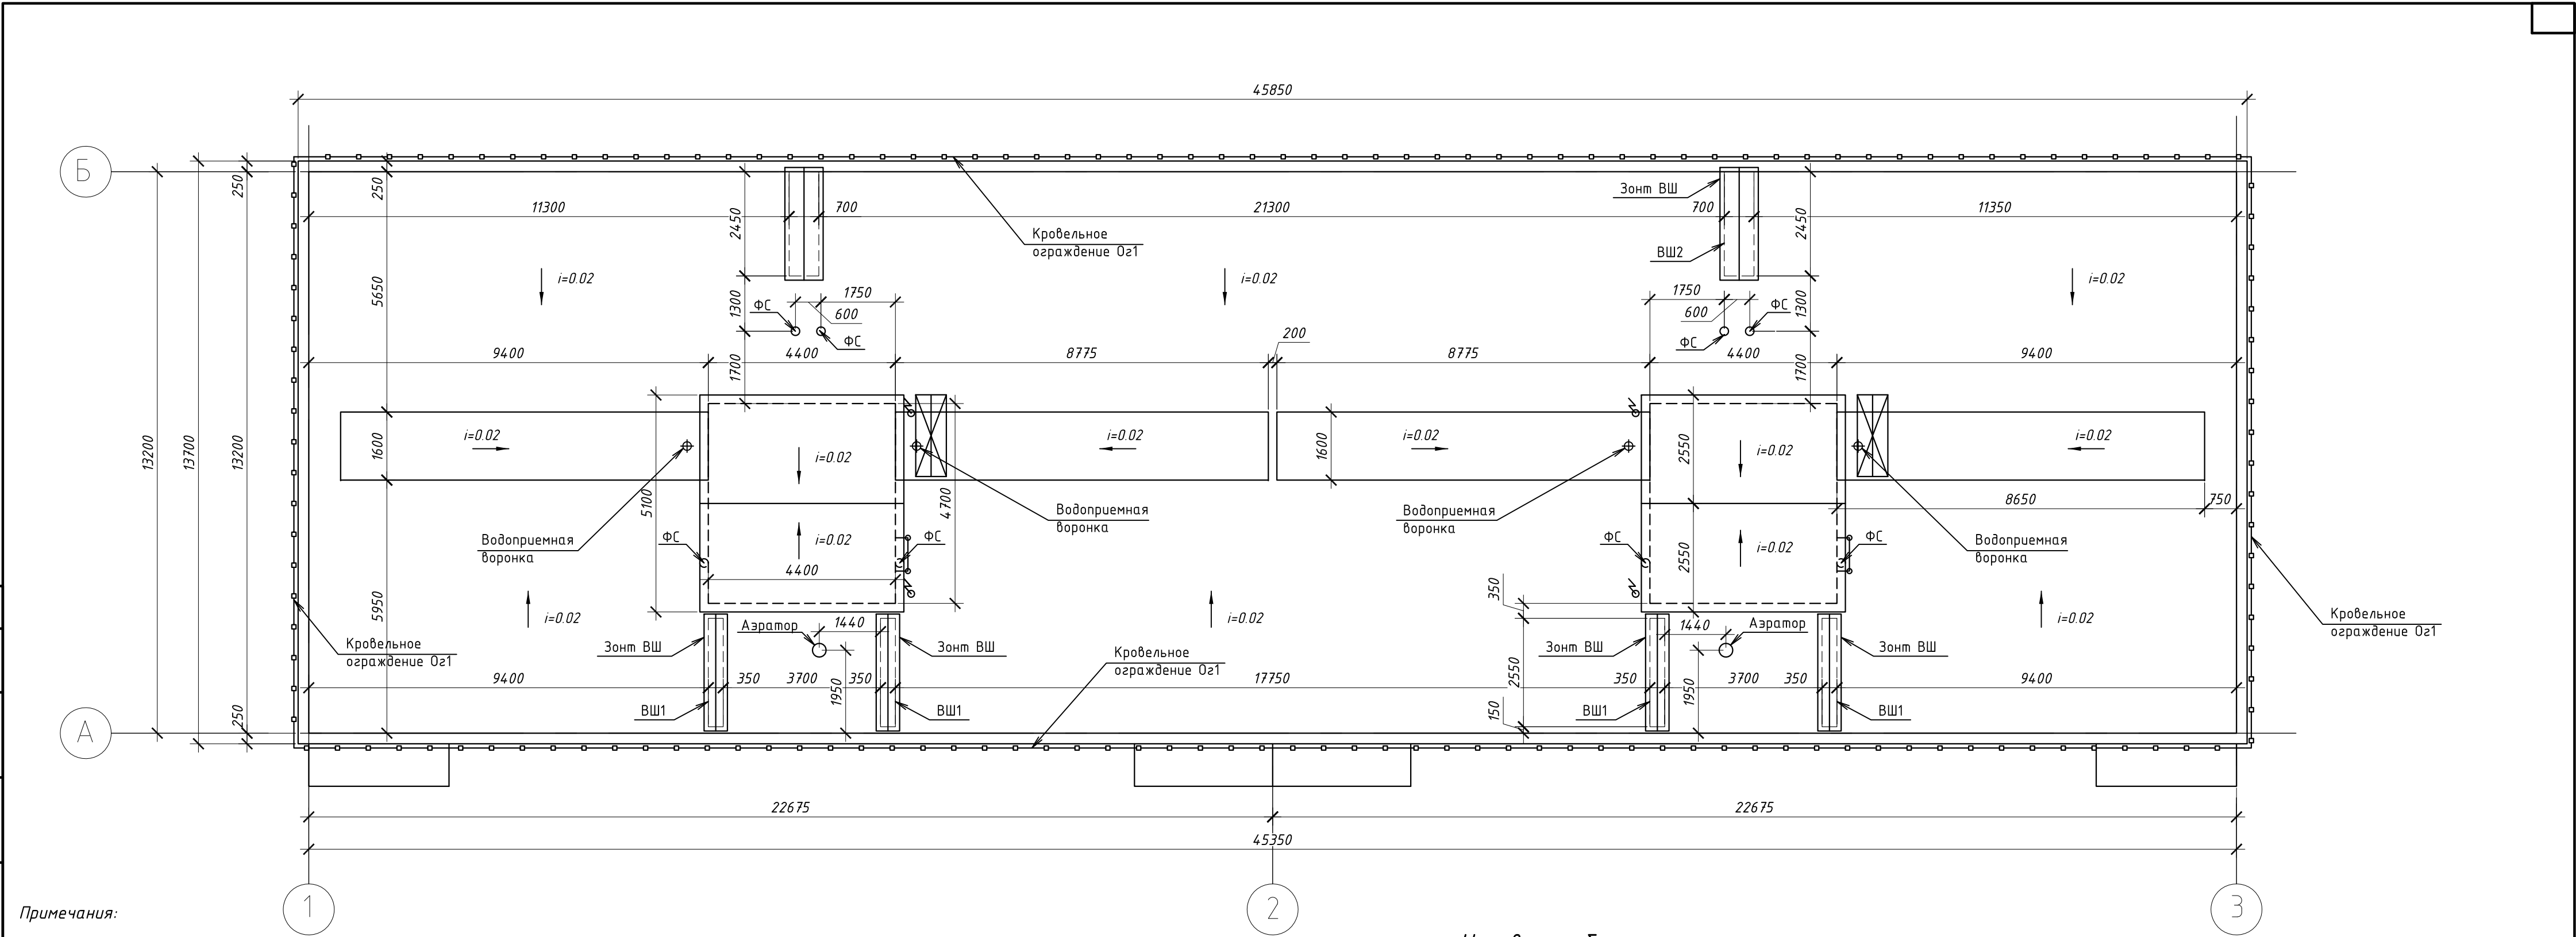 45850
Б
13200
13700
250
13200
250
250
5650
1600
5950
11300
700
21300
700
11350
2450
2450
Зонт ВШ
ВШ2
Кровельное
ограждение Ог1
i=0.02
i=0.02
i=0.02
1300
1750
600
ФС
ФС
1750
600
ФС
ФС
1300
9400
4400
8775
200
8775
4400
9400
1700
1700
i=0.02
i=0.02
i=0.02
i=0.02
1600
i=0.02
i=0.02
2550
2550
5100
4700
8650
750
Водоприемная
воронка
Водоприемная
воронка
Водоприемная
воронка
Водоприемная
воронка
ФС
ФС
ФС
ФС
i=0.02
i=0.02
4400
i=0.02
i=0.02
i=0.02
350
2550
150
Кровельное
ограждение Ог1
Зонт ВШ
Аэратор
1440
Зонт ВШ
Кровельное
ограждение Ог1
Зонт ВШ
1440
Аэратор
Зонт ВШ
Кровельное
ограждение Ог1
9400
350
3700
350
17750
350
3700
350
9400
1950
1950
ВШ1
ВШ1
ВШ1
ВШ1
А
22675
22675
45350
1
2
3
Примечания: